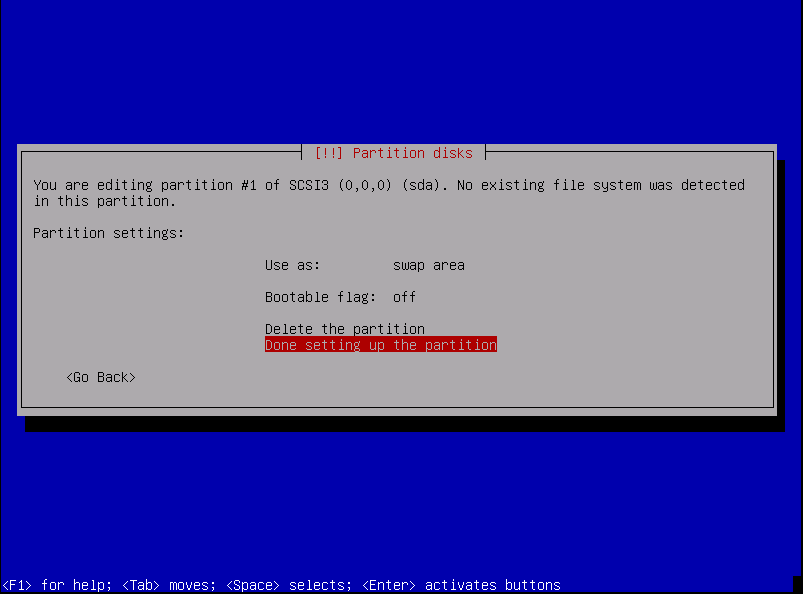 [!!] Partition disks
You are editing partition #1 of SCSI3 (0,0,0) (sda). No existing file system was detected
in this partition.
Partition settings:
Use as: swap area
Bootable flag: off
Delete the partition
Done setting up the partition
<Go Back>
<F1> for help; <Tab> moves; <Space> selects; <Enter> activates buttons